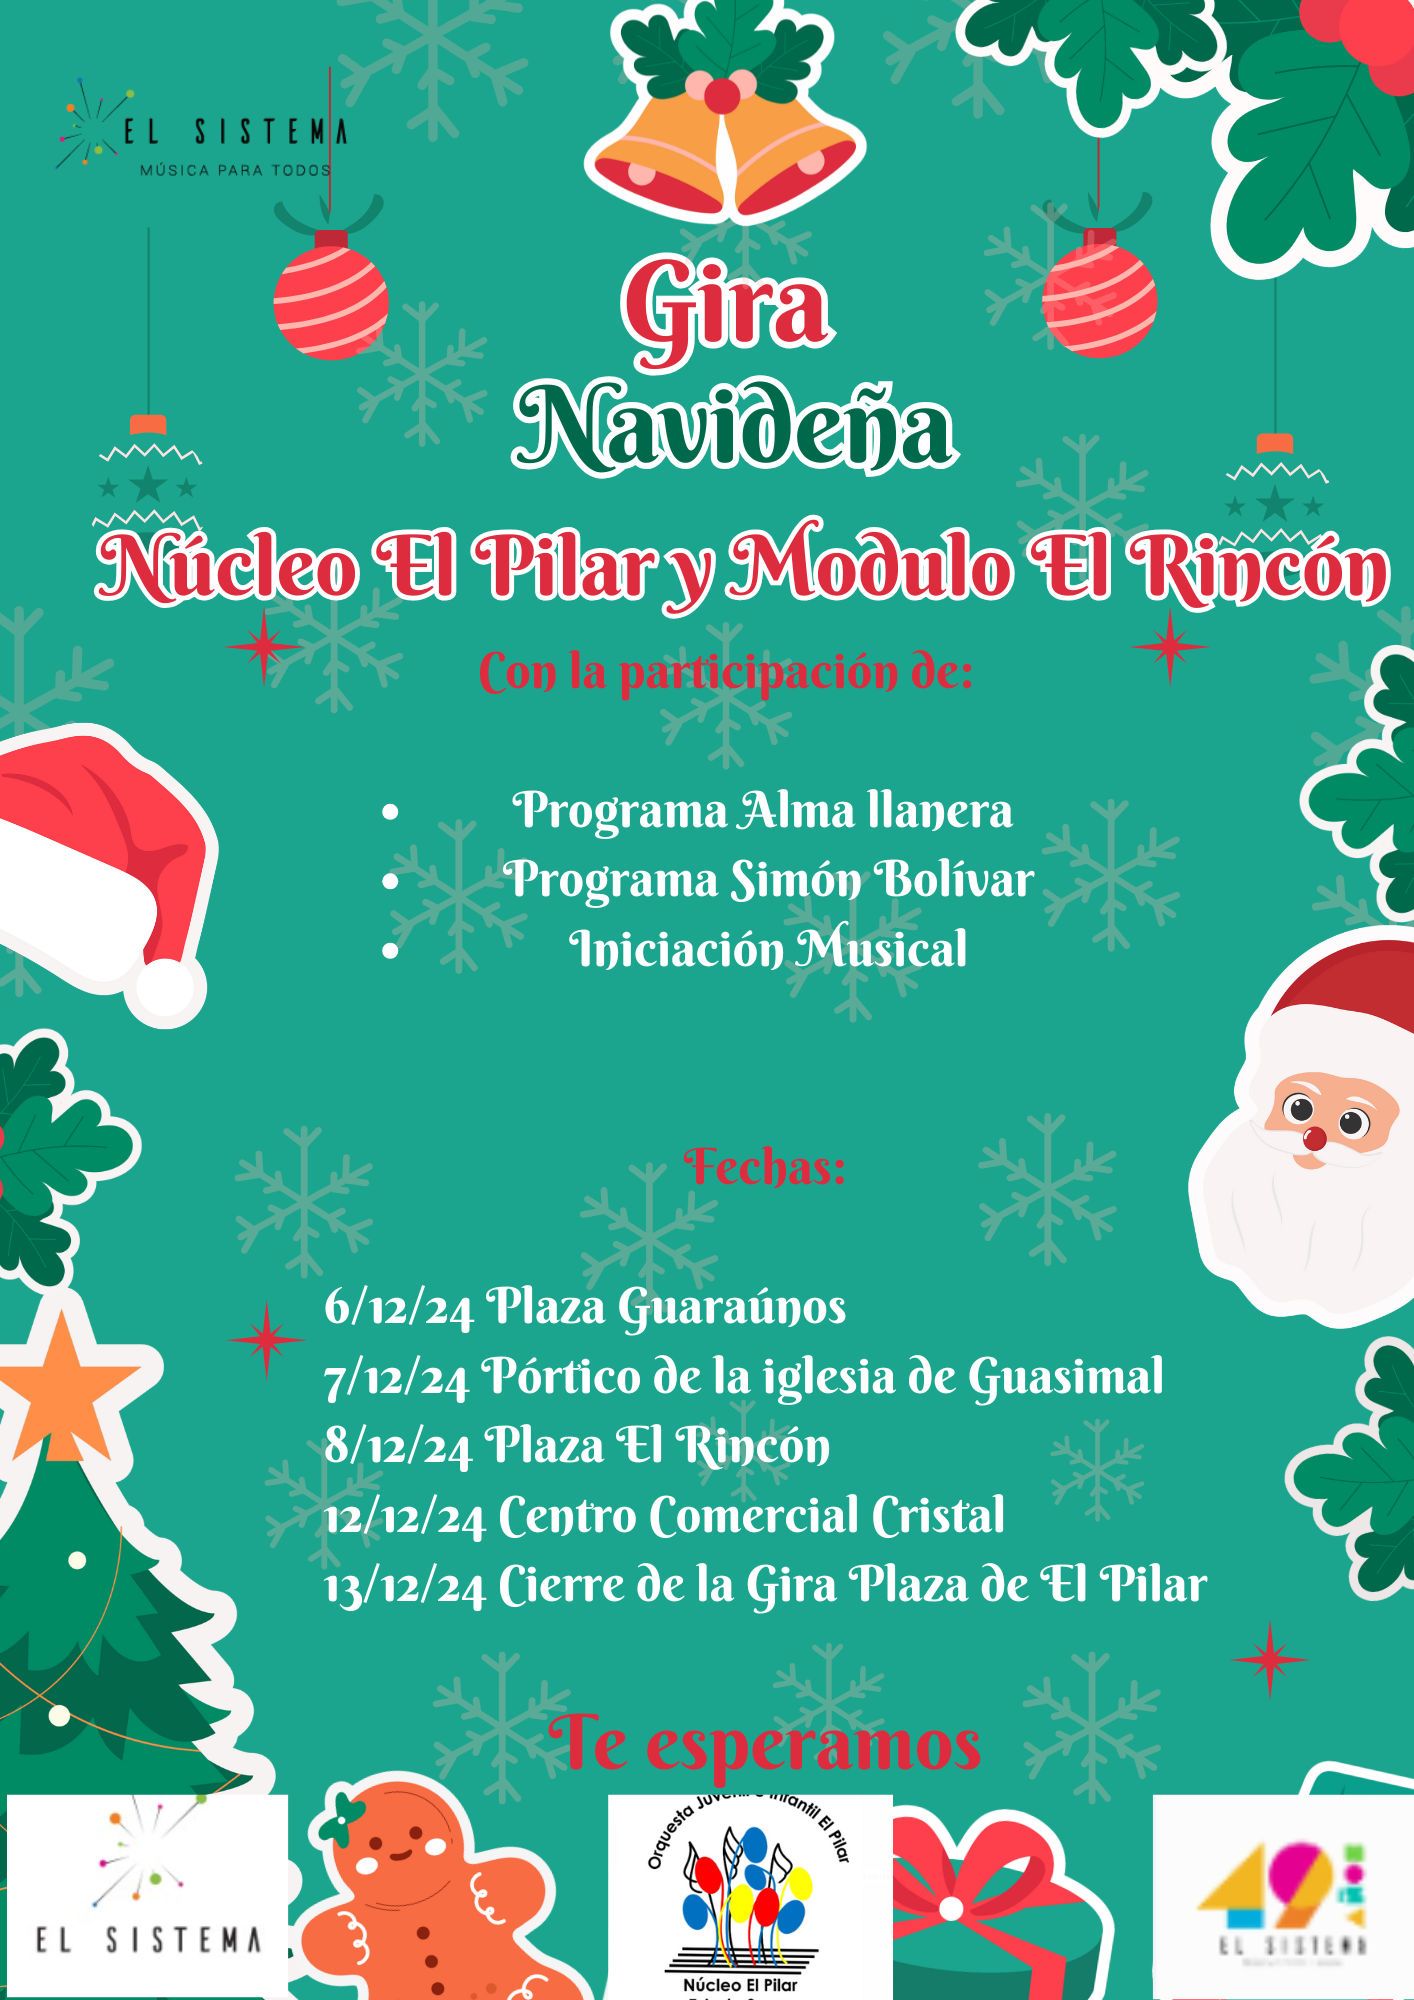 EL SISTEMA
MÚSICA PARA TODOS
Gira
Navideña
Núcleo El Pilar y Modulo El Rincón
Con la participación de:
• Programa Alma llanera
• Programa Simón Bolívar
• Iniciación Musical
Fechas:
6/12/24 Plaza Guaraúnos
7/12/24 Pórtico de la iglesia de Guasimal
8/12/24 Plaza El Rincón
12/12/24 Centro Comercial Cristal
13/12/24 Cierre de la Gira Plaza de El Pilar
Te esperamos
EL SISTEMA
Orquesta Juvenil e Infantil El Pilar
Núcleo El Pilar
49
AÑOS
EL SISTEMA